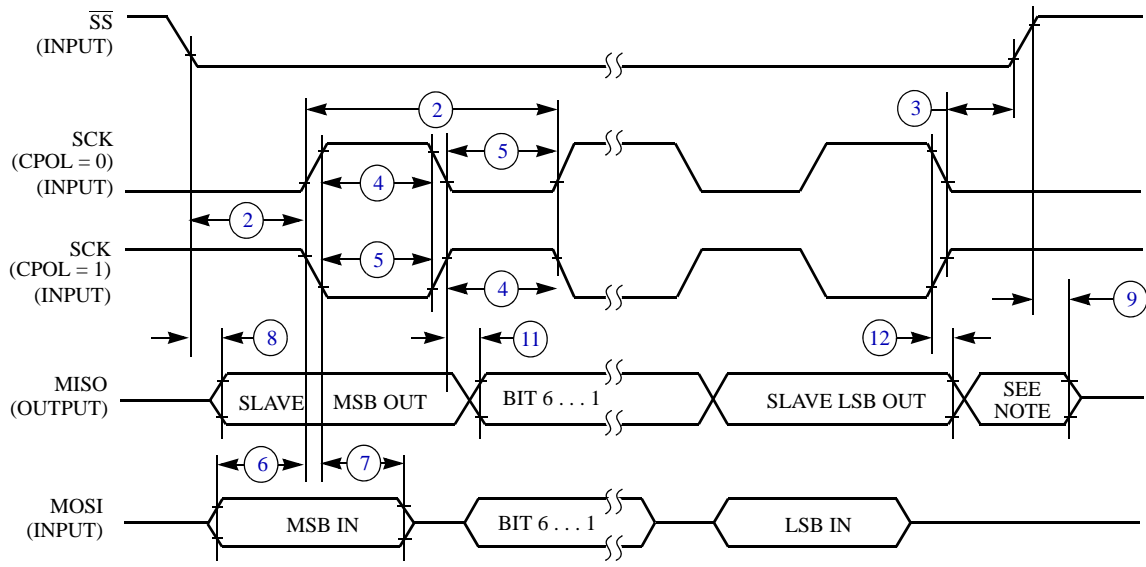 SS
(INPUT)
2
3
SCK
(CPOL = 0)
(INPUT)
5
4
2
SCK
(CPOL = 1)
(INPUT)
5
4
9
8
11
12
MISO
(OUTPUT)
SLAVE
MSB OUT
BIT 6 . . . 1
SLAVE LSB OUT
SEE
NOTE
6
7
MOSI
(INPUT)
MSB IN
BIT 6 . . . 1
LSB IN